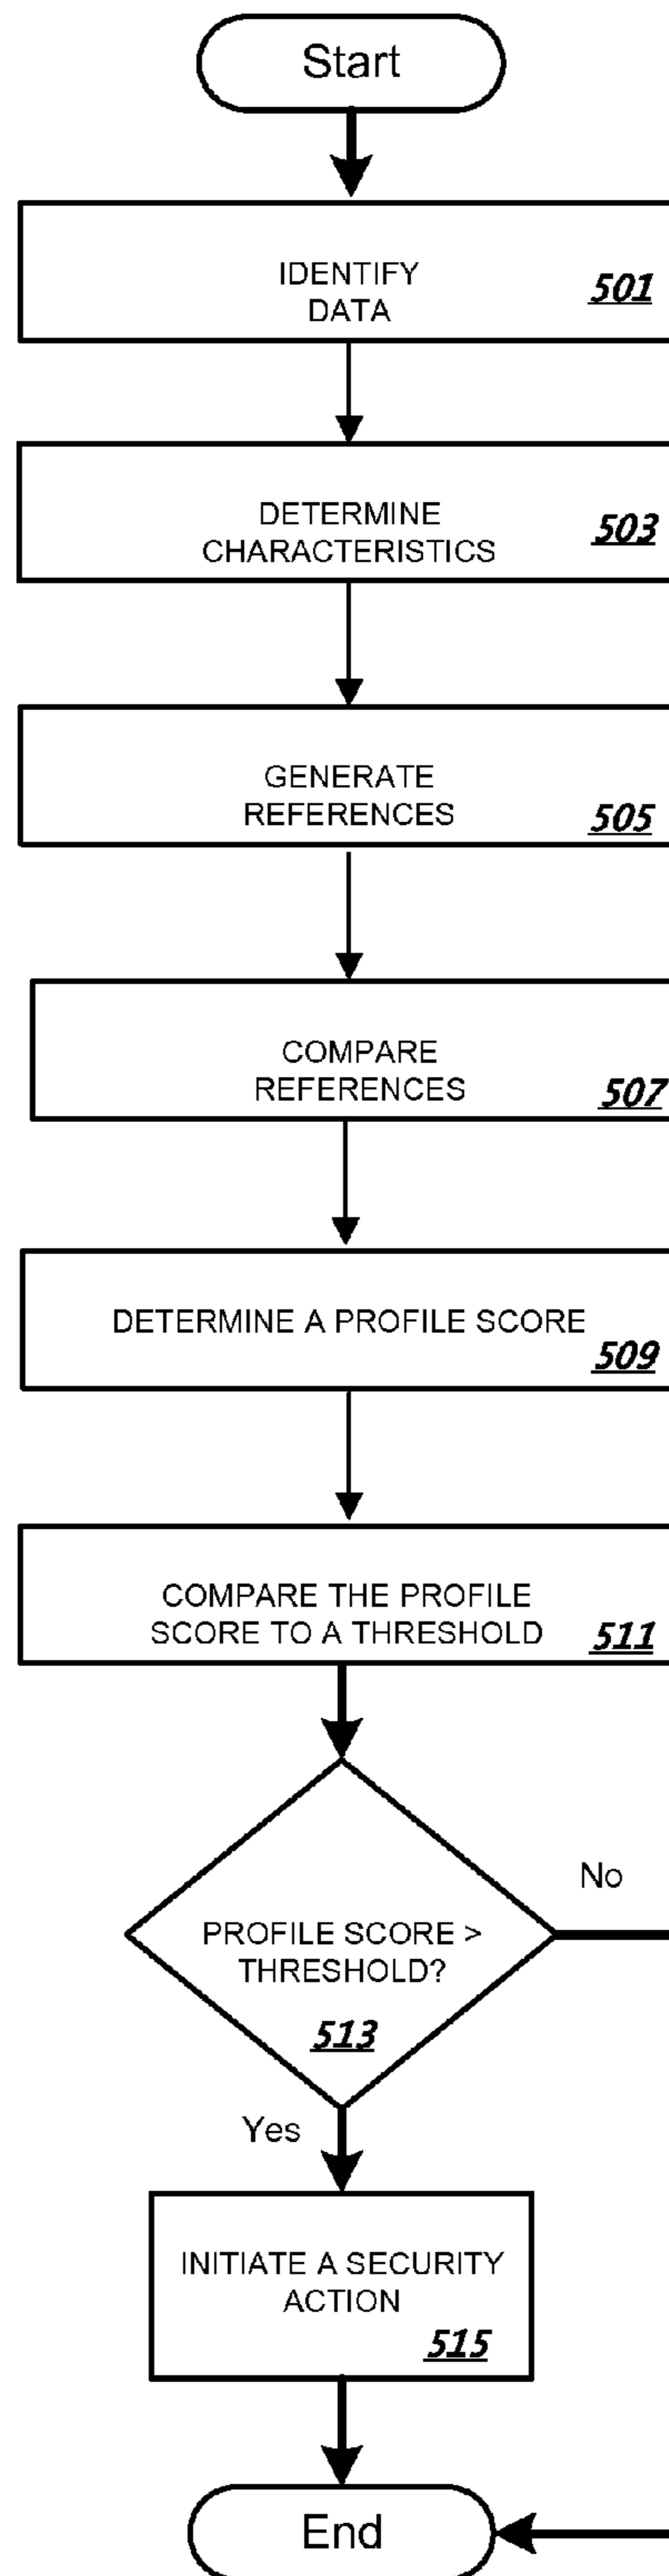 Start
IDENTIFY
DATA
501
DETERMINE
CHARACTERISTICS
503
GENERATE
REFERENCES
505
COMPARE
REFERENCES
507
DETERMINE A PROFILE SCORE
509
COMPARE THE PROFILE
SCORE TO A THRESHOLD
511
No
PROFILE SCORE >
THRESHOLD?
513
Yes
INITIATE A SECURITY
ACTION
515
End